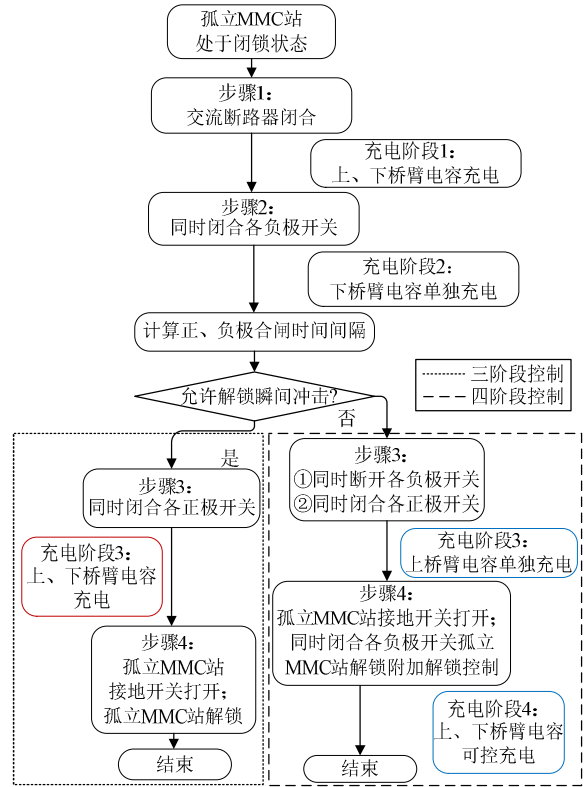 孤立MMC站
处于闭锁状态
步骤1:
交流断路器闭合
充电阶段1:
上、下桥臂电容充电
步骤2:
同时闭合各负极开关
充电阶段2:
下桥臂电容单独充电
计算正、负极合闸时间间隔
允许解锁瞬间冲击?
三阶段控制
四阶段控制
是
步骤3:
同时闭合各正极开关
充电阶段3:
上、下桥臂电容
充电
步骤4:
孤立MMC站
接地开关打开;
孤立MMC站解锁
结束
否
步骤3:
①同时断开各负极开关
②同时闭合各正极开关
充电阶段3:
上桥臂电容单独充电
步骤4:
孤立MMC站接地开关打开;
同时闭合各负极开关孤立
MMC站解锁附加解锁控制
充电阶段4:
上、下桥臂电容
可控充电
结束